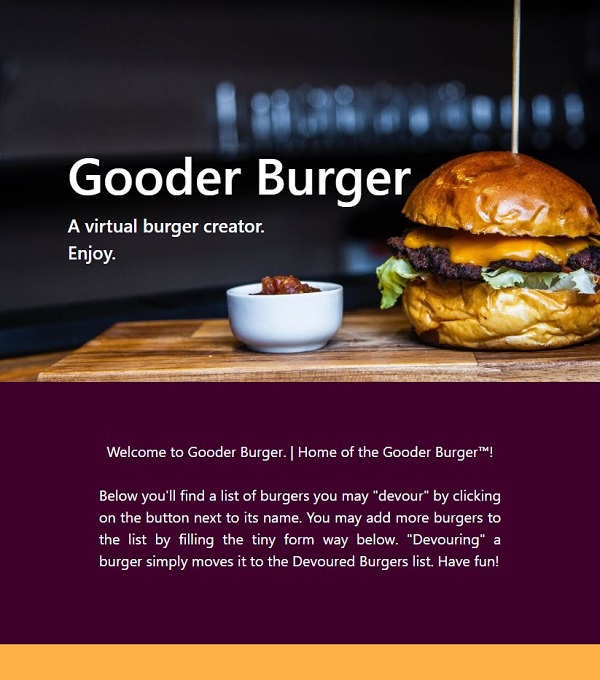 Gooder Burger
A virtual burger creator.
Enjoy.
Welcome to Gooder Burger. | Home of the Gooder Burger™!
Below you'll find a list of burgers you may "devour" by clicking
on the button next to its name. You may add more burgers to
the list by filling the tiny form way below. "Devouring" a
burger simply moves it to the Devoured Burgers list. Have fun!